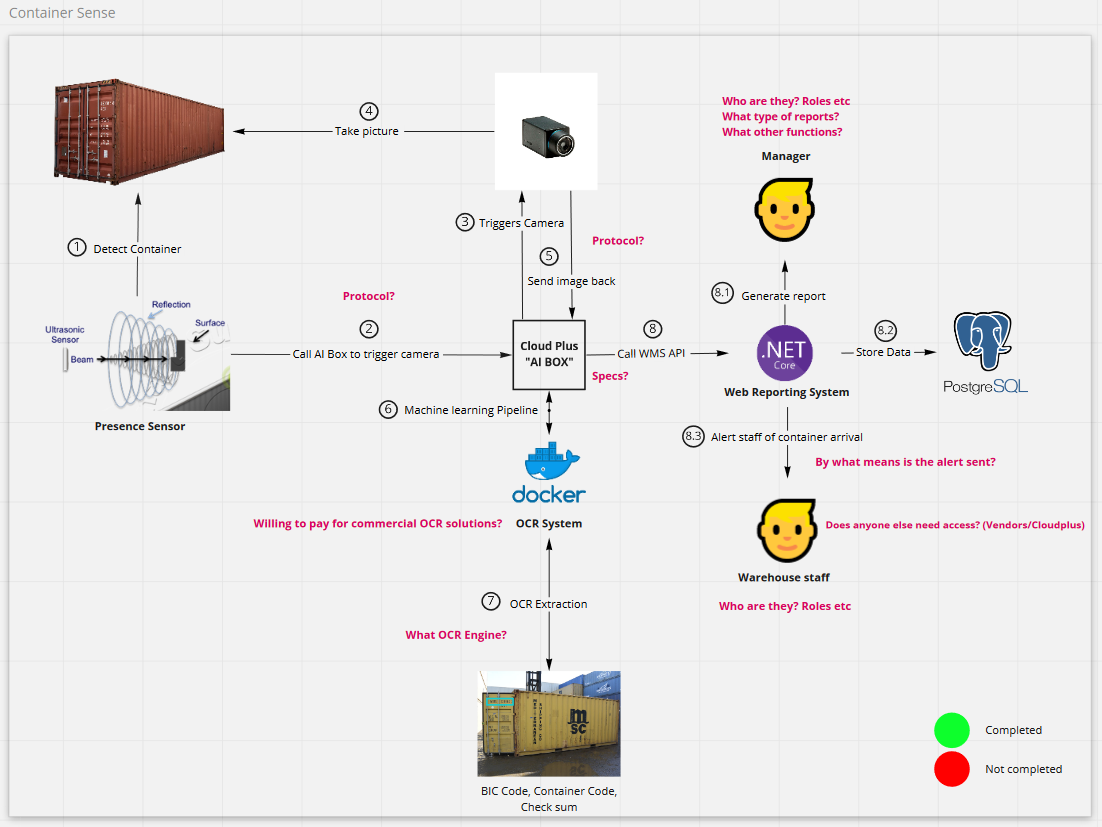 Container Sense
4
Take picture
Who are they? Roles etc
What type of reports?
What other functions?
Manager
3
Triggers Camera
1
Detect Container
Protocol?
5
Send image back
Protocol?
8.1
Generate report
Reflection
Surface
Ultrasonic
Sensor
Beam
Presence Sensor
2
Call AI Box to trigger camera
Cloud Plus
"AI BOX"
8
Call WMS API
Specs?
.NET
Core
Web Reporting System
8.2
Store Data
PostgreSQL
6
Machine learning Pipeline
8.3
Alert staff of container arrival
By what means is the alert sent?
docker
OCR System
Willing to pay for commercial OCR solutions?
Does anyone else need access? (Vendors/Cloudplus)
Warehouse staff
Who are they? Roles etc
7
OCR Extraction
What OCR Engine?
m
SC
BIC Code, Container Code,
Check sum
Completed
Not completed